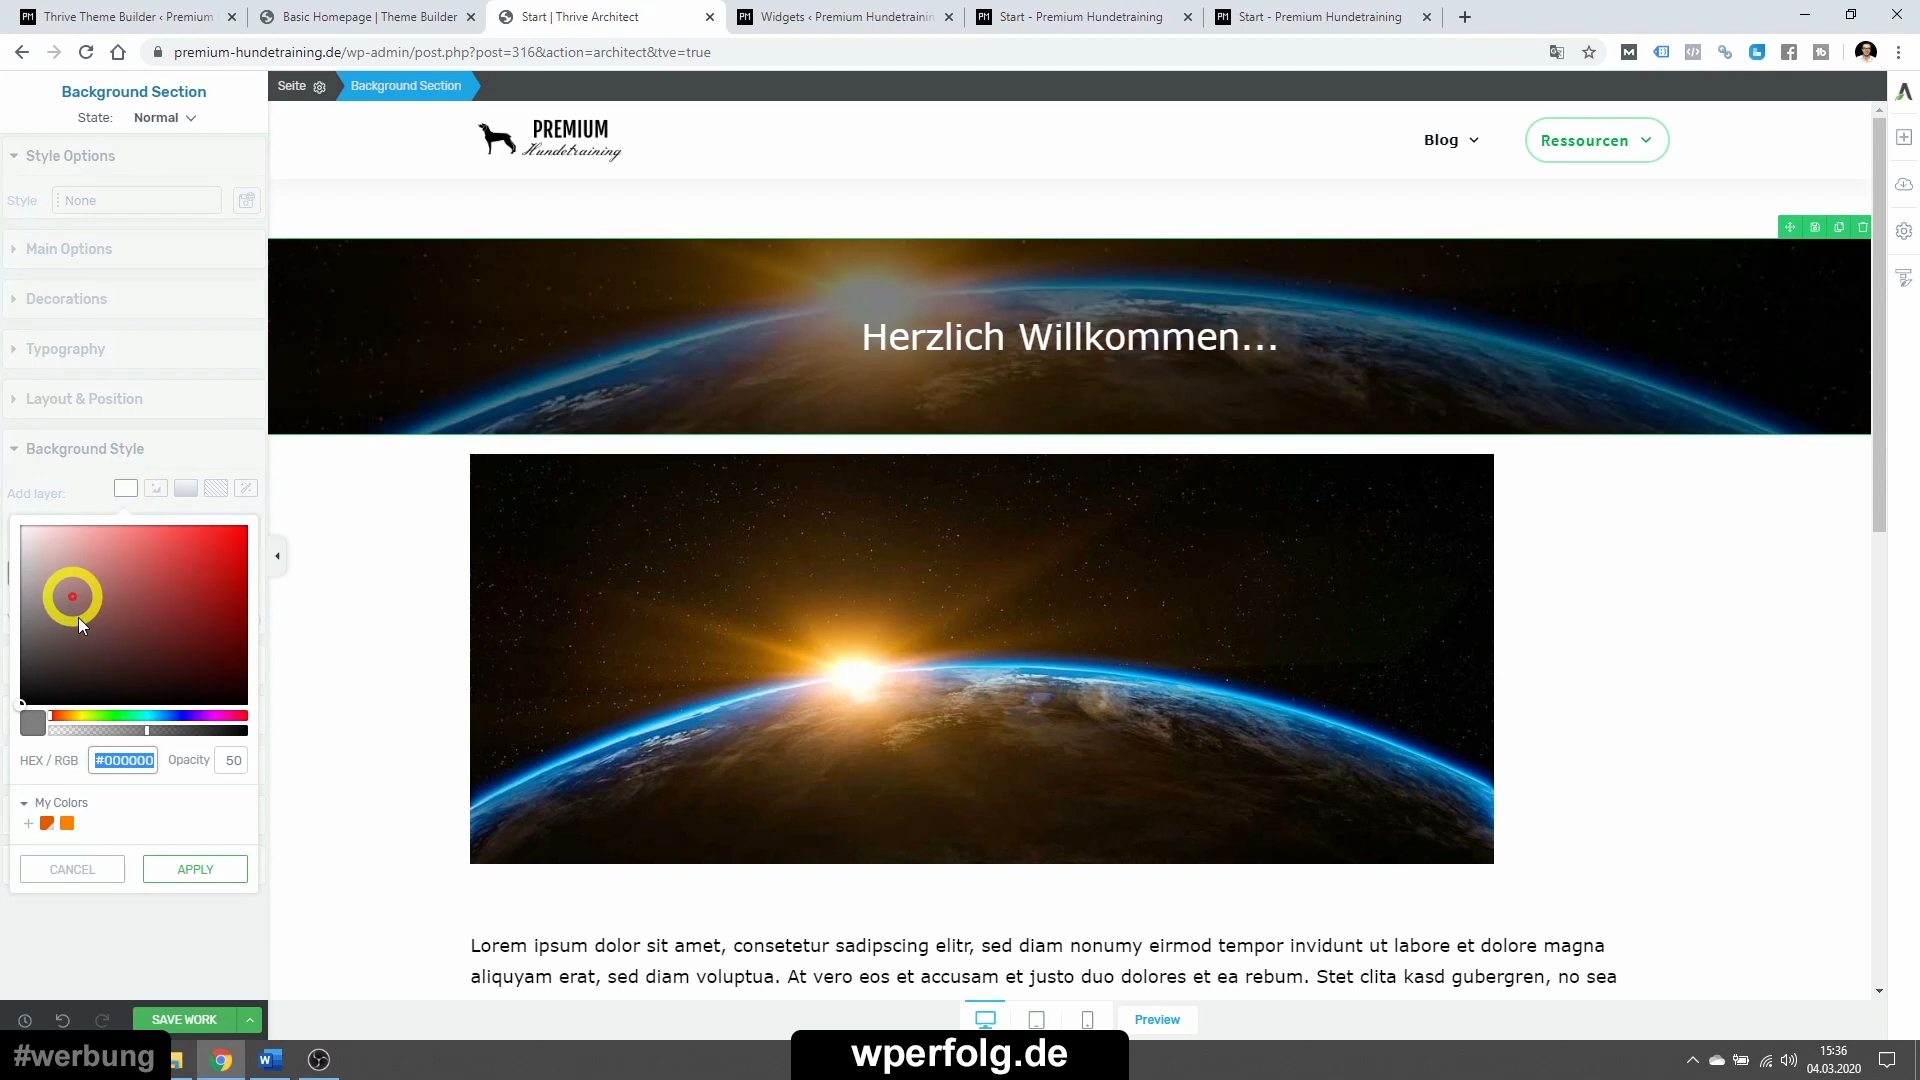 Thrive Theme Builder ‹ Premium
Basic Homepage | Theme Builder
Start | Thrive Architect
Widgets ‹ Premium Hundetrainin
Start - Premium Hundetraining
Start - Premium Hundetraining
premium-hundetraining.de/wp-admin/post.php?post=316&action=architect&tve=true
Background Section
State: Normal
Style Options
Style None
Main Options
Decorations
Typography
Layout & Position
Background Style
Add layer:
HEX / RGB #000000 Opacity 50
My Colors
CANCEL APPLY
SAVE WORK
Seite
Background Section
PREMIUM
Hundetraining
Blog
Ressourcen
Herzlich Willkommen...
Lorem ipsum dolor sit amet, consetetur sadipscing elitr, sed diam nonumy eirmod tempor invidunt ut labore et dolore magna
aliquyam erat, sed diam voluptua. At vero eos et accusam et justo duo dolores et ea rebum. Stet clita kasd gubergren, no sea
Preview
#werbung
wperfolg.de
15:36
04.03.2020